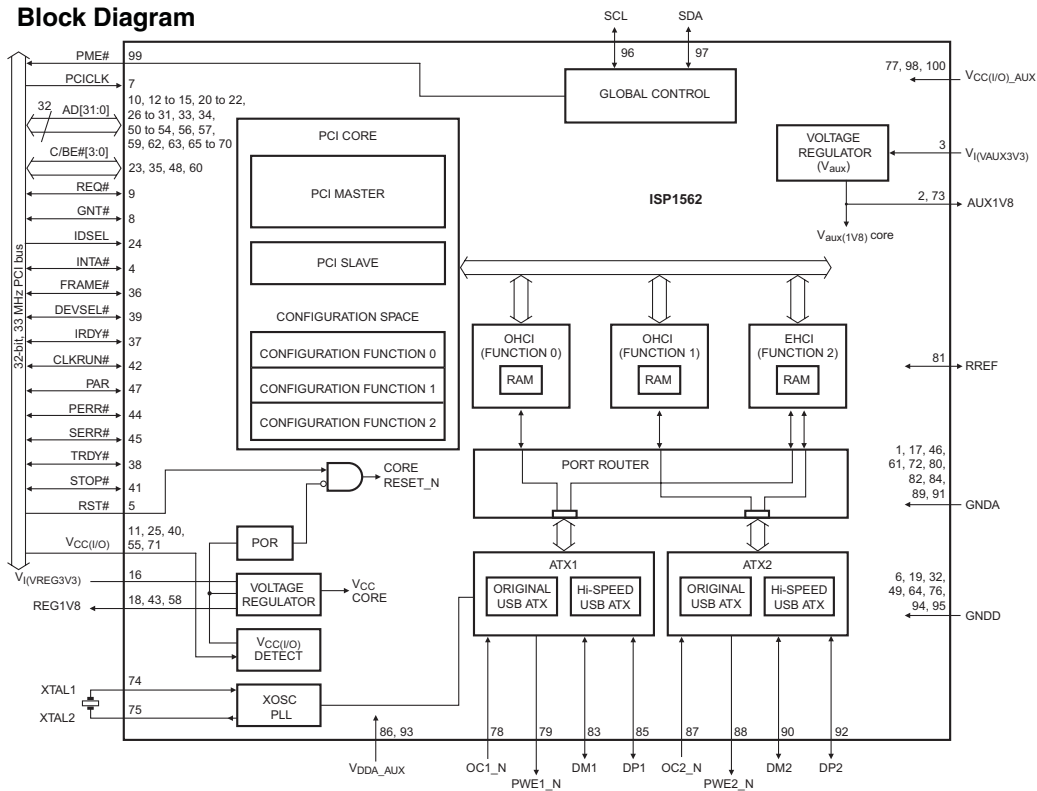 Block Diagram
SCL
SDA
96
97
GLOBAL CONTROL
PME#
99
PCICLK
7
32
AD[31:0]
10, 12 to 15, 20 to 22,
26 to 31, 33, 34,
50 to 54, 56, 57,
59, 62, 63, 65 to 70
C/BE#[3:0]
23, 35, 48, 60
REQ#
9
GNT#
8
IDSEL
24
INTA#
4
FRAME#
36
DEVSEL#
39
IRDY#
37
CLKRUN#
42
PAR
47
PERR#
44
SERR#
45
TRDY#
38
STOP#
41
RST#
5
VCC(I/O)
11, 25, 40,
55, 71
32-bit, 33 MHz PCI bus
VI(VREG3V3)
16
REG1V8
18, 43, 58
XTAL1
74
XTAL2
75
PCI CORE
PCI MASTER
PCI SLAVE
CONFIGURATION SPACE
CONFIGURATION FUNCTION 0
CONFIGURATION FUNCTION 1
CONFIGURATION FUNCTION 2
CORE
RESET_N
POR
VOLTAGE
REGULATOR
VCC
CORE
VCC(I/O)
DETECT
XOSC
PLL
ISP1562
77, 98, 100
VCC(I/O)_AUX
VOLTAGE
REGULATOR
(Vaux)
3
VI(VAUX3V3)
2, 73
AUX1V8
Vaux(1V8) core
OHCI
(FUNCTION 0)
RAM
OHCI
(FUNCTION 1)
RAM
EHCI
(FUNCTION 2)
RAM
81
RREF
PORT ROUTER
1, 17, 46,
61, 72, 80,
82, 84,
89, 91
GNDA
ATX1
ORIGINAL
USB ATX
Hi-SPEED
USB ATX
ATX2
ORIGINAL
USB ATX
Hi-SPEED
USB ATX
6, 19, 32,
49, 64, 76,
94, 95
GNDD
86, 93
VDDA_AUX
78
OC1_N
79
PWE1_N
83
DM1
85
DP1
87
OC2_N
88
PWE2_N
90
DM2
92
DP2